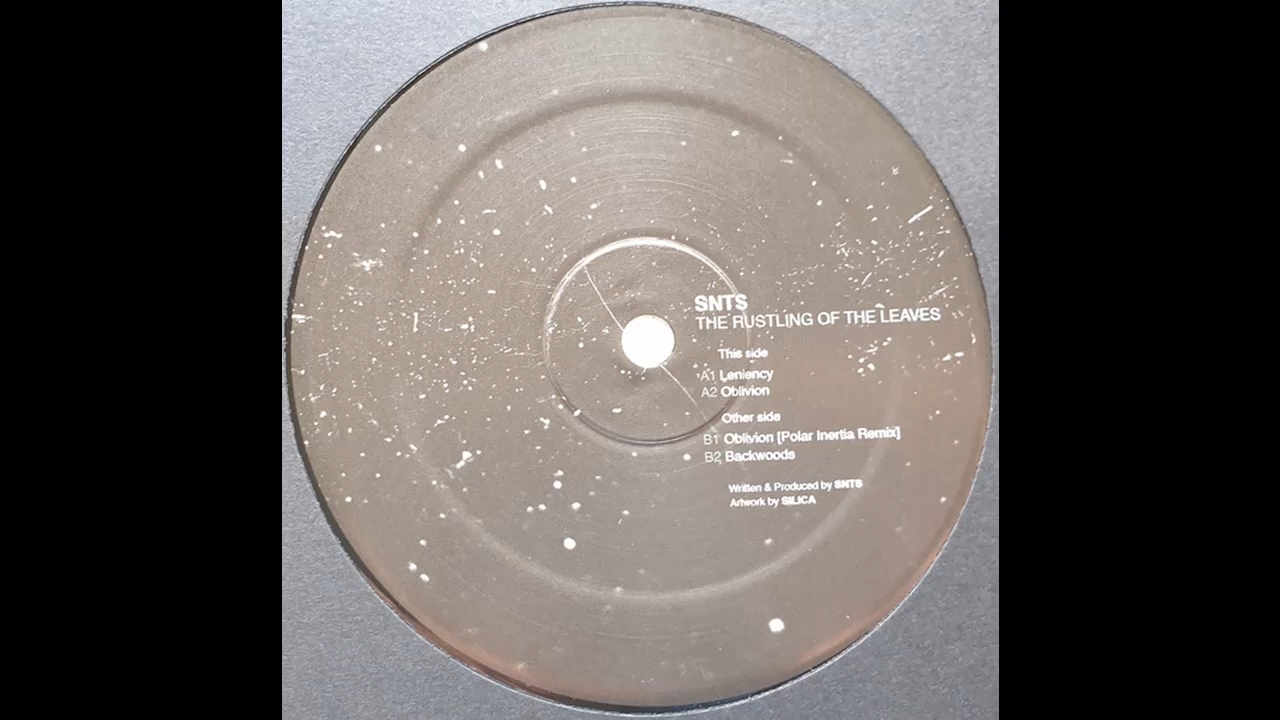 SNTS
THE RUSTLING OF THE LEAVES
This side
A1 Leniency
A2 Oblivion
Other side
B1 Oblivion [Polar Inertia Remix]
B2 Backwoods
Written & Produced by SNTS
Artwork by SILICA